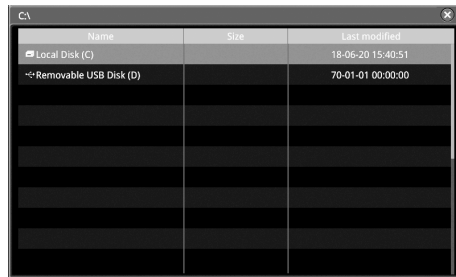 C:\
Name Size Last modified
Local Disk (C) 18-06-20 15:40:51
Removable USB Disk (D) 70-01-01 00:00:00